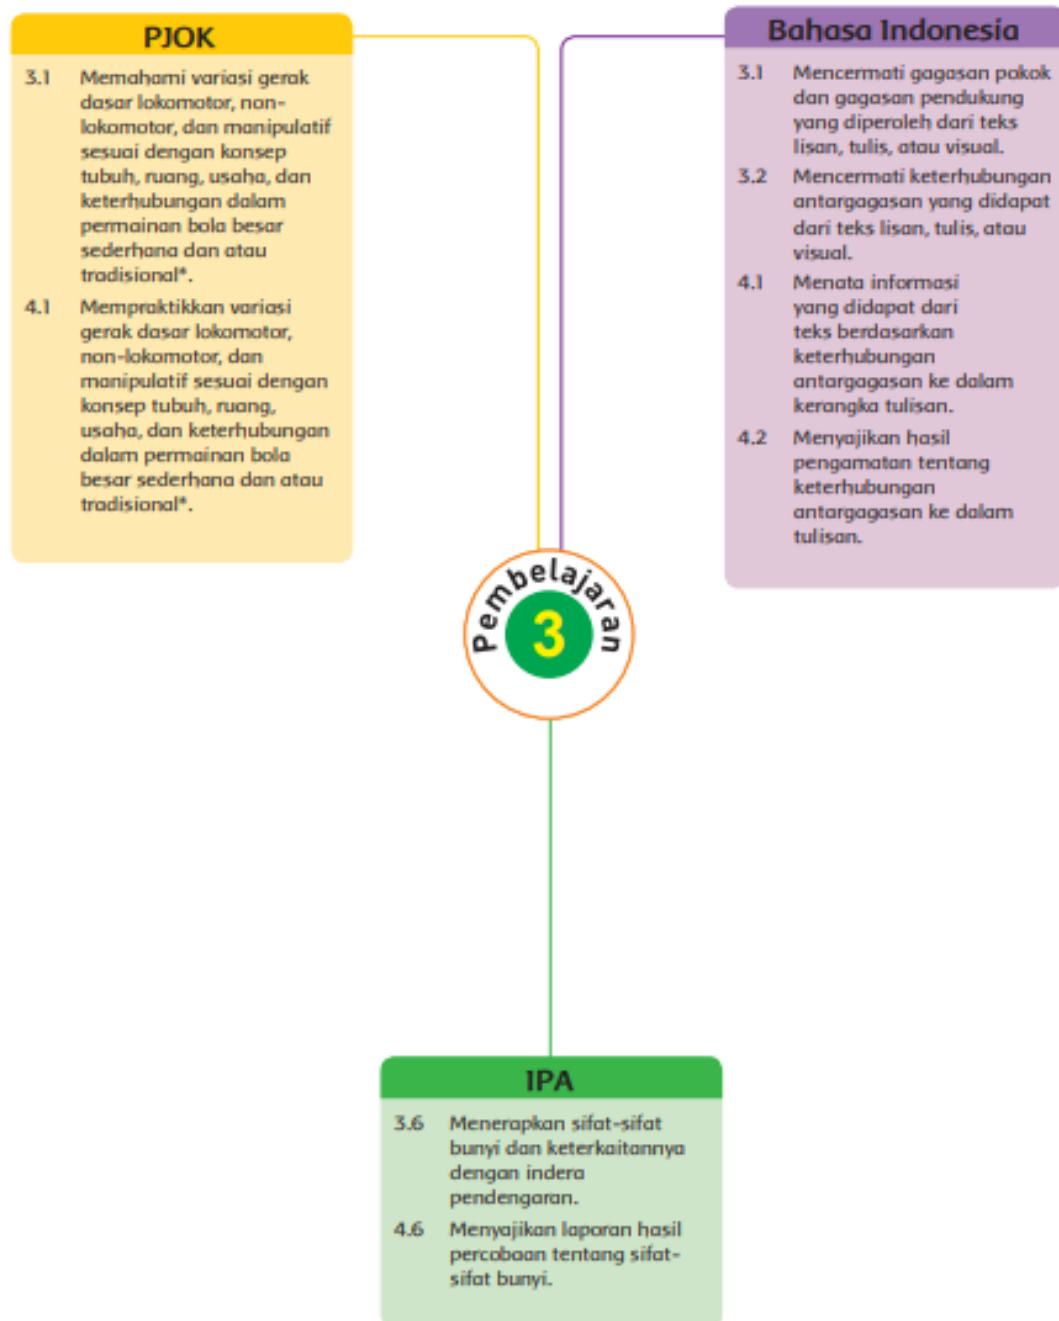 PJOK
3.1 Memahami variasi gerak
dasar lokomotor, non-
lokomotor, dan manipulatif
sesuai dengan konsep
tubuh, ruang, usaha, dan
keterhubungan dalam
permainan bola besar
sederhana dan atau
tradisional*.
4.1 Mempraktikkan variasi
gerak dasar lokomotor,
non-lokomotor, dan
manipulatif sesuai dengan
konsep tubuh, ruang,
usaha, dan keterhubungan
dalam permainan bola
besar sederhana dan atau
tradisional*.
Bahasa Indonesia
3.1 Mencermati gagasan pokok
dan gagasan pendukung
yang diperoleh dari teks
lisan, tulis, atau visual.
3.2 Mencermati keterhubungan
antargagasan yang didapat
dari teks lisan, tulis, atau
visual.
4.1 Menata informasi
yang didapat dari
teks berdasarkan
keterhubungan
antargagasan ke dalam
kerangka tulisan.
4.2 Menyajikan hasil
pengamatan tentang
keterhubungan
antargagasan ke dalam
tulisan.
Pembelajaran
3
IPA
3.6 Menerapkan sifat-sifat
bunyi dan keterkaitannya
dengan indera
pendengaran.
4.6 Menyajikan laporan hasil
percobaan tentang sifat-
sifat bunyi.